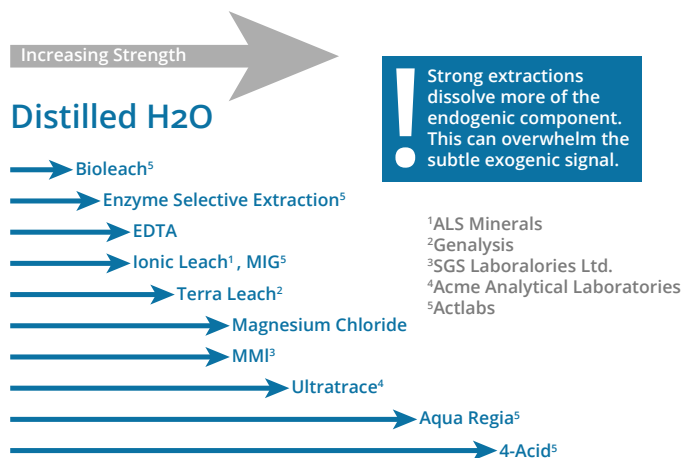 Increasing Strength
Distilled H2O
!
Strong extractions
dissolve more of the
endogenic component.
This can overwhelm the
subtle exogenic signal.
Bioleach⁵
Enzyme Selective Extraction⁵
EDTA
Ionic Leach¹, MIG⁵
Terra Leach²
Magnesium Chloride
MMI³
Ultratrace⁴
Aqua Regia⁵
4-Acid⁵
¹ALS Minerals
²Genalysis
³SGS Laboralories Ltd.
⁴Acme Analytical Laboratories
⁵Actlabs